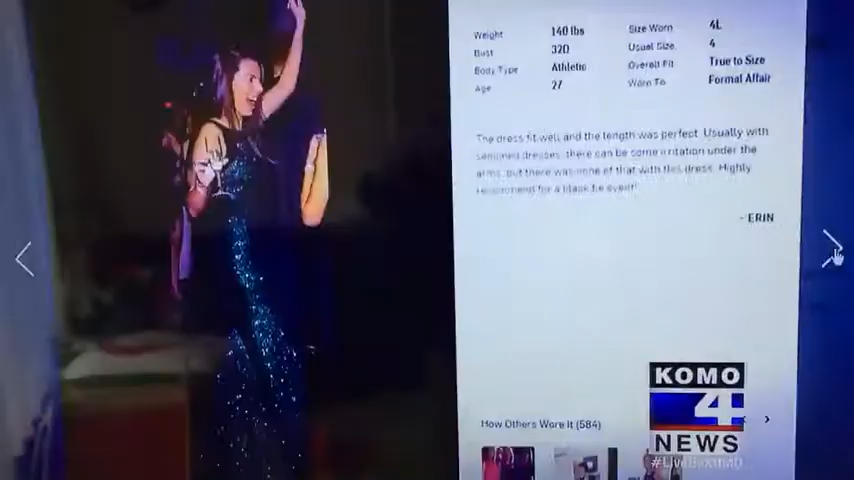 Weight 140 lbs Size Worn 4L
Bust 32D Usual Size 4
Body Type Athletic Overall Fit True to Size
Age 27 Worn To Formal Affair
The dress fit well and the length was perfect. Usually with
sequined dresses, there can be some irritation under the
arms, but there was none of that with this dress. Highly
recommend for a black tie event!
- ERIN
How Others Wore It (584)
KOMO
4
NEWS